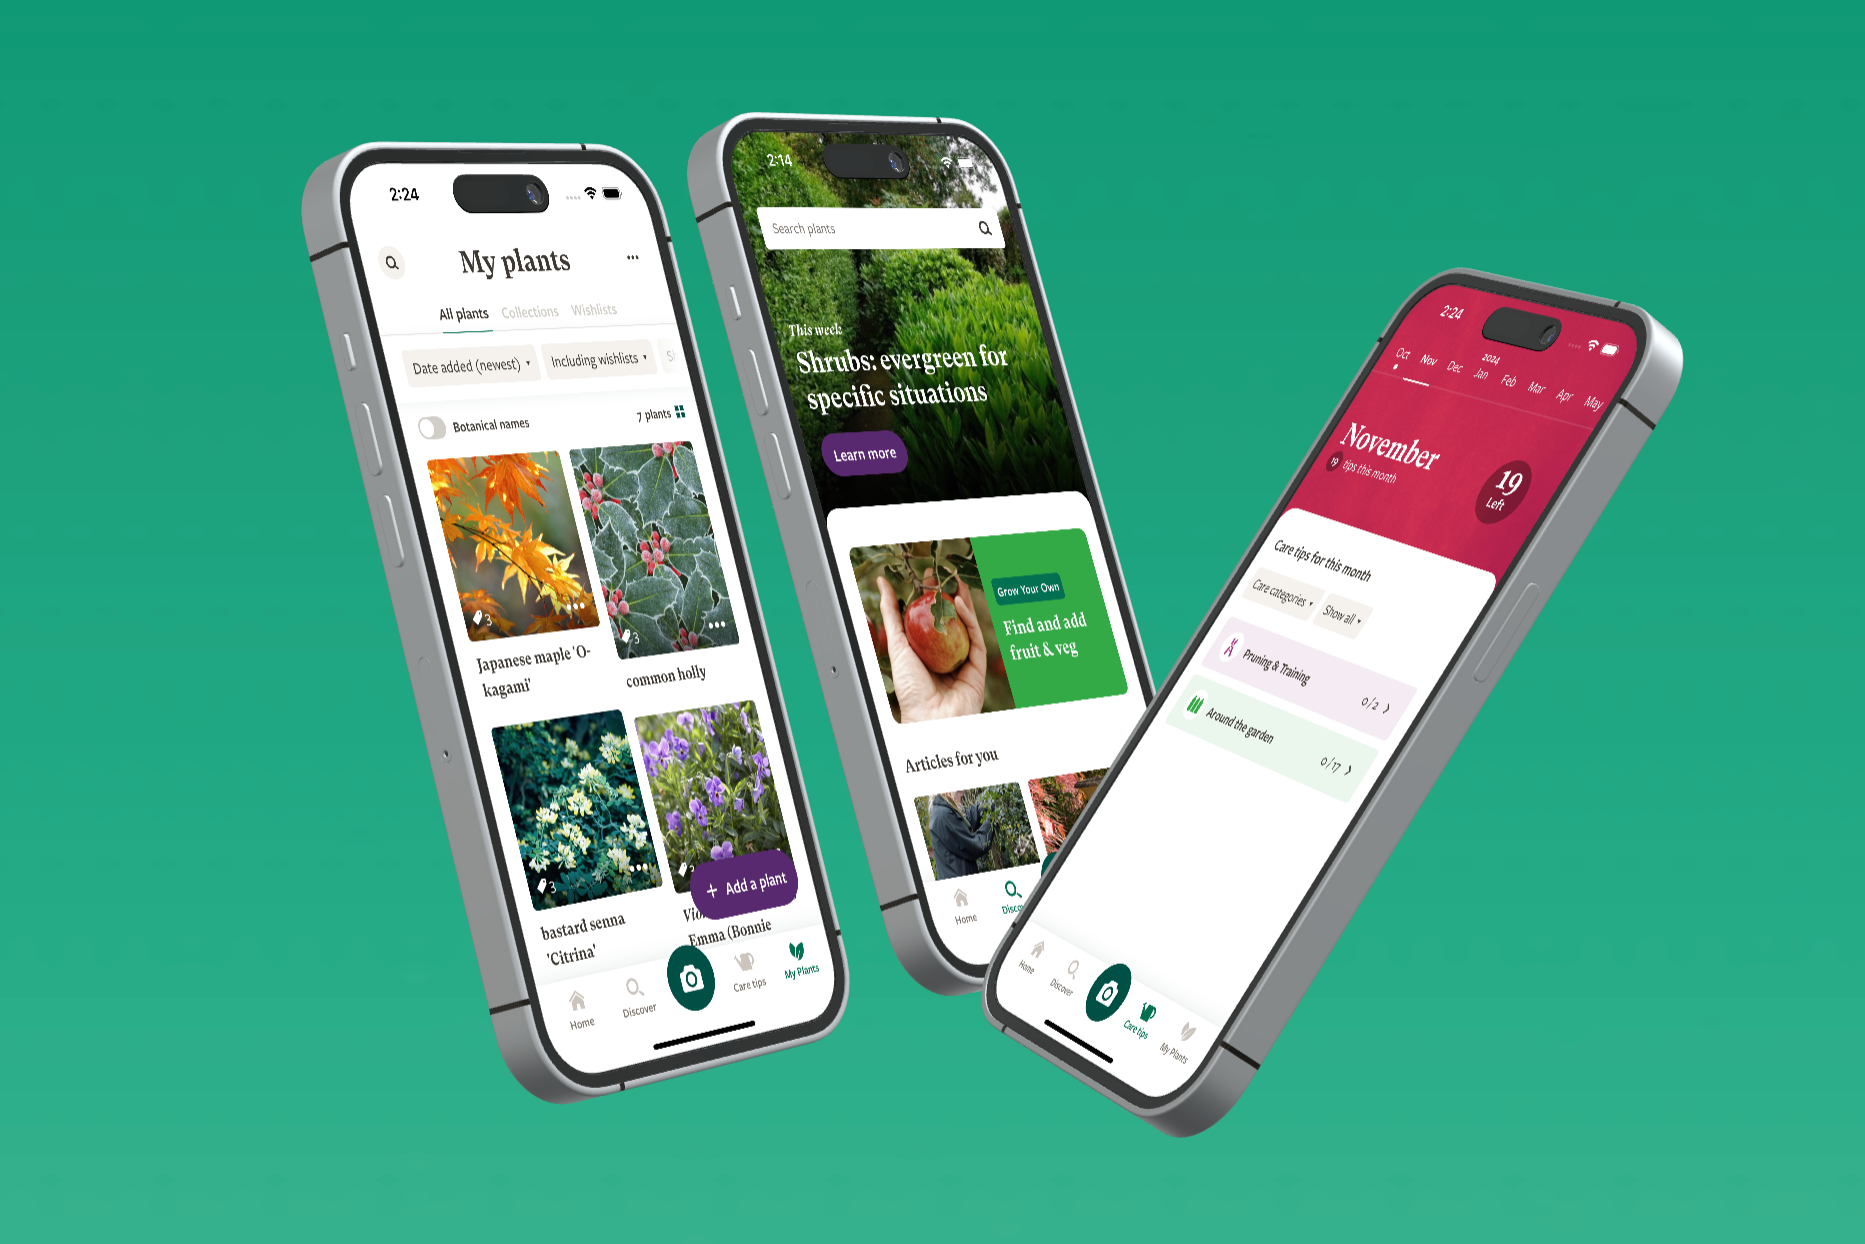 2:24
My plants
All plants Collections Wishlists
Date added (newest) Including wishlists
Botanical names
7 plants
3
3
Japanese maple 'O-
kagami'
common holly
3
bastard senna
'Citrina'
Emma (Bonnie
+ Add a plant
Home
Discover
Care tips
My Plants
2:14
Search plants
This week
Shrubs: evergreen for
specific situations
Learn more
Grow Your Own
Find and add
fruit & veg
Articles for you
Home
2:24
2024
Oct Nov Dec Jan Feb Mar Apr May
November
19 tips this month
19
Left
Care tips for this month
Care categories Show all
Pruning & Training
0/2
Around the garden
0/17
Home
Discover
Care tips
My Plants